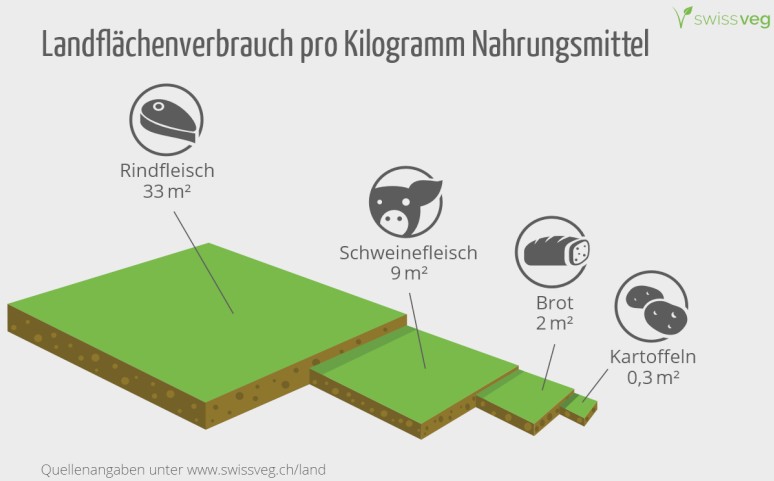 swissveg
Landflächenverbrauch pro Kilogramm Nahrungsmittel
Rindfleisch
33 m²
Schweinefleisch
9 m²
Brot
2 m²
Kartoffeln
0,3 m²
Quellenangaben unter www.swissveg.ch/land